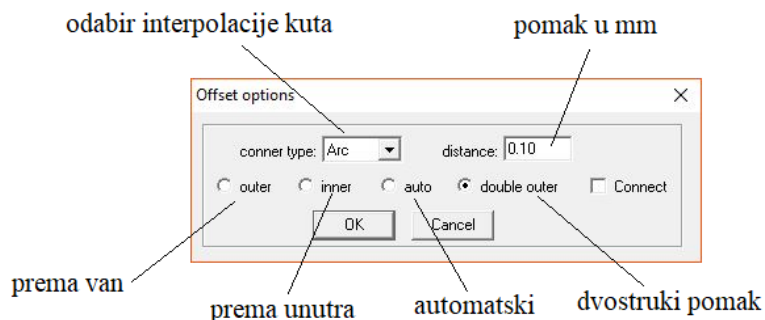 odabir interpolacije kuta pomak u mm
Offset options
conner type: Arc distance: 0.10
outer inner auto double outer Connect
OK Cancel
prema van prema unutra automatski dvostruki pomak